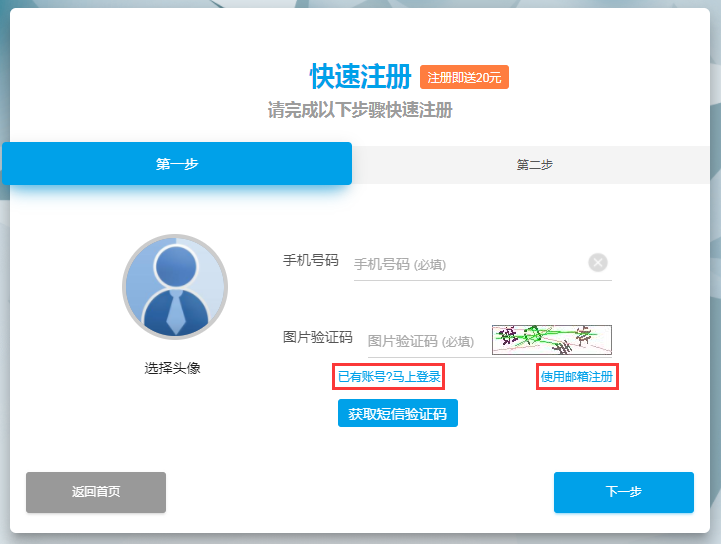 快速注册 注册即送20元
请完成以下步骤快速注册
第一步 第二步
手机号码 手机号码 (必填)
图片验证码 图片验证码 (必填)
选择头像
已有账号?马上登录 使用邮箱注册
获取短信验证码
返回首页 下一步